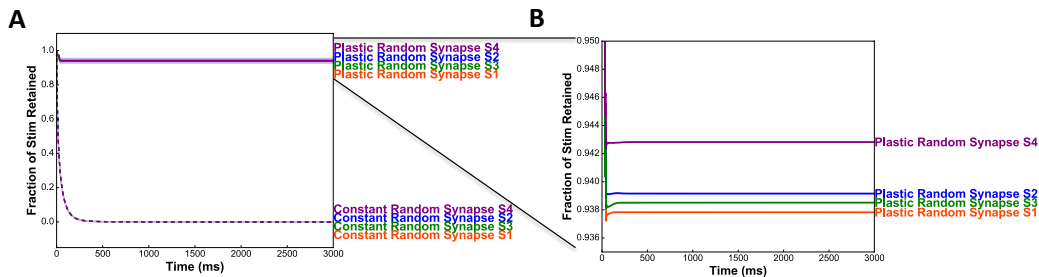 A
Fraction of Stim Retained
1.0
0.8
0.6
0.4
0.2
0.0
0
500
1000
1500
2000
2500
3000
Time (ms)
Plastic Random Synapse S4
Plastic Random Synapse S2
Plastic Random Synapse S3
Plastic Random Synapse S1
Constant Random Synapse S4
Constant Random Synapse S2
Constant Random Synapse S3
Constant Random Synapse S1
B
Fraction of Stim Retained
0.950
0.948
0.946
0.944
0.942
0.940
0.938
0.936
0
500
1000
1500
2000
2500
3000
Time (ms)
Plastic Random Synapse S4
Plastic Random Synapse S2
Plastic Random Synapse S3
Plastic Random Synapse S1